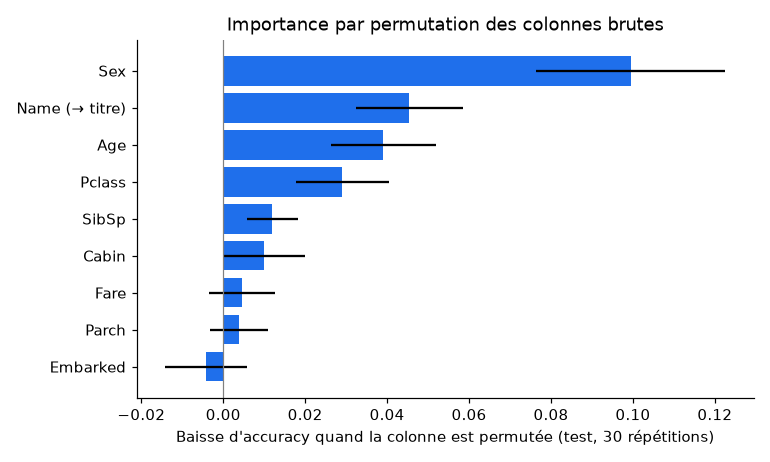 Importance par permutation des colonnes brutes
Sex
Name (→ titre)
Age
Pclass
SibSp
Cabin
Fare
Parch
Embarked
−0.02 0.00 0.02 0.04 0.06 0.08 0.10 0.12
Baisse d'accuracy quand la colonne est permutée (test, 30 répétitions)